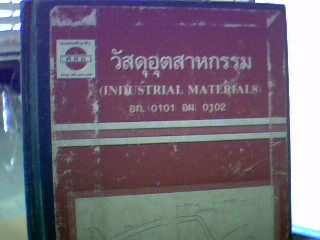 วัสดุอุตสาหกรรม
(INDUSTRIAL MATERIALS)
อก. 0101 อผ. 0102